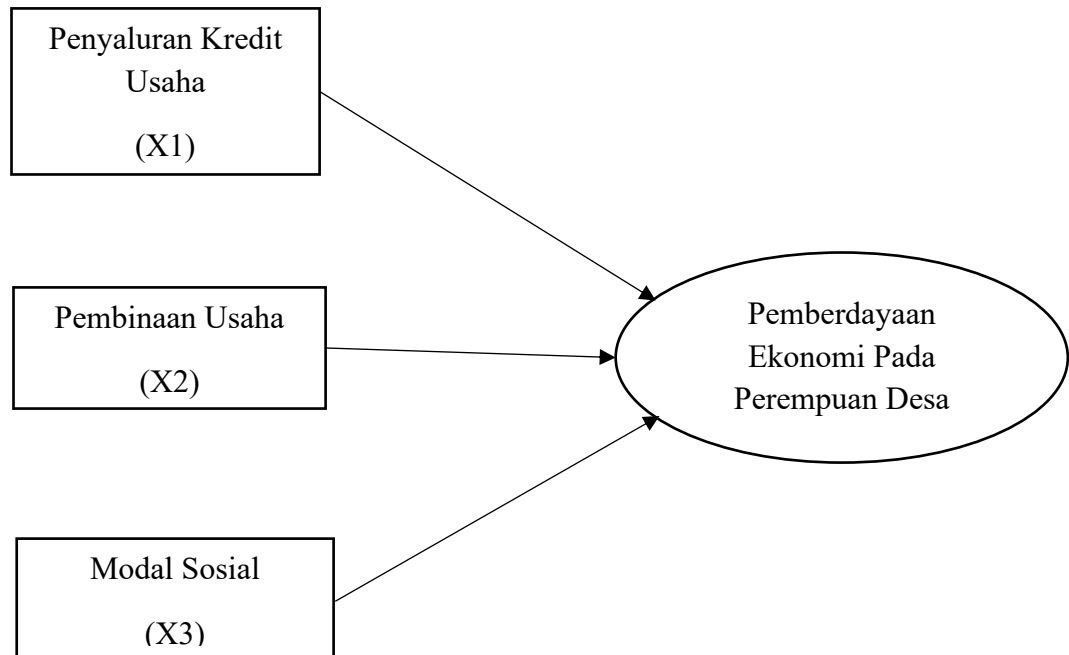 Penyaluran Kredit
Usaha
(X1)
Pembinaan Usaha
(X2)
Pemberdayaan
Ekonomi Pada
Perempuan Desa
Modal Sosial
(X3)